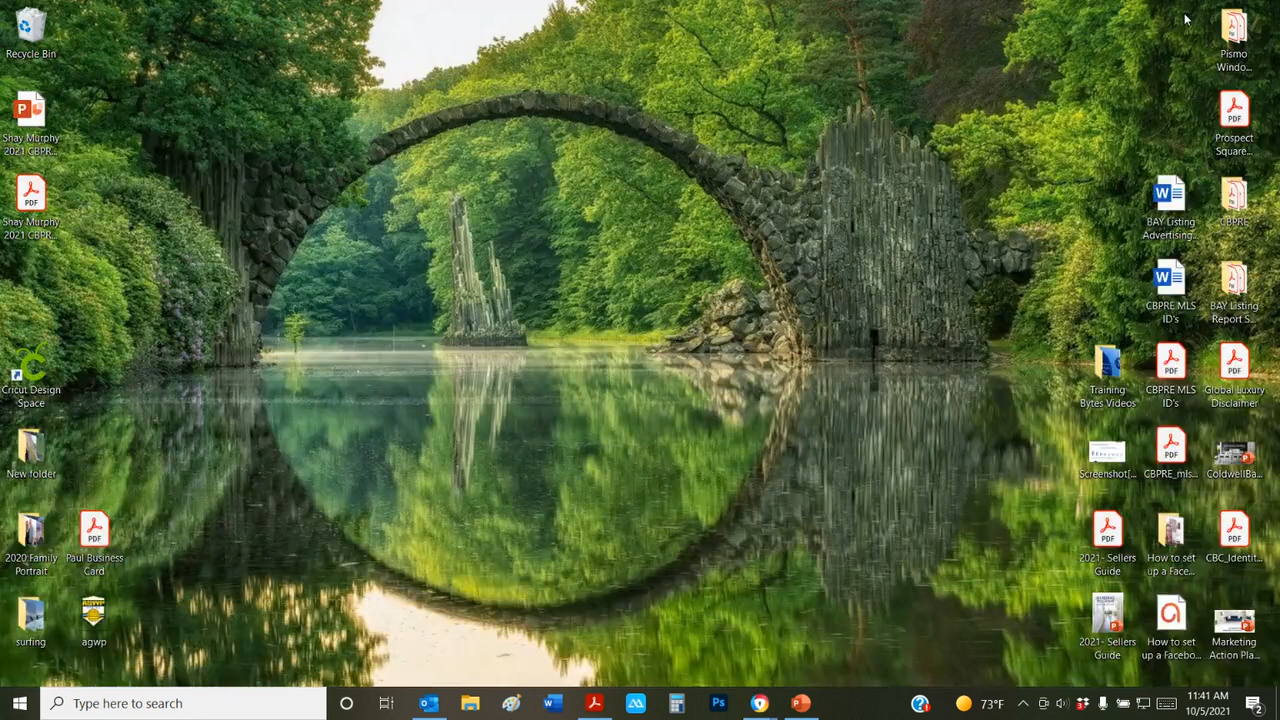 Recycle Bin
Shay Murphy
2021 CBPR...
Shay Murphy
2021 CBPR...
Cricut Design
Space
New folder
2020 Family
Portrait
Paul Business
Card
surfing
agwp
Pismo
Windo...
Prospect
Square...
BAY Listing
Advertising...
CBPRE
CBPRE MLS
ID's
BAY Listing
Report S...
Training
Bytes Videos
CBPRE MLS
ID's
Global Luxury
Disclaimer
Screenshot[...
CBPRE_mls...
ColdwellBa...
2021 - Sellers
Guide
How to set
up a Face...
CBC_Identit...
2021 - Sellers
Guide
How to set
up a Facebo...
Marketing
Action Pla...
Type here to search
73°F
11:41 AM
10/5/2021
2